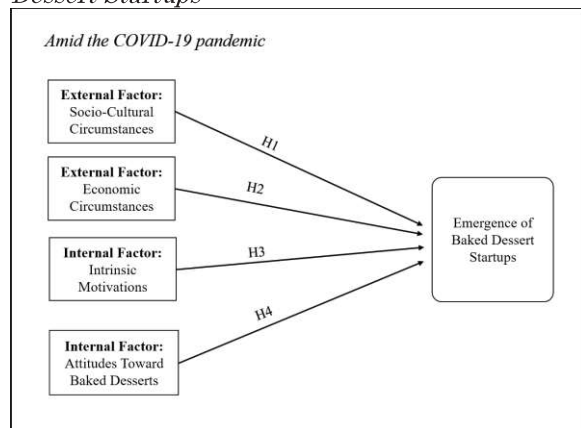 Dessert Startups
Amid the COVID-19 pandemic
External Factor:
Socio-Cultural
Circumstances
External Factor:
Economic
Circumstances
Internal Factor:
Intrinsic
Motivations
Internal Factor:
Attitudes Toward
Baked Desserts
H1
H2
H3
H4
Emergence of
Baked Dessert
Startups